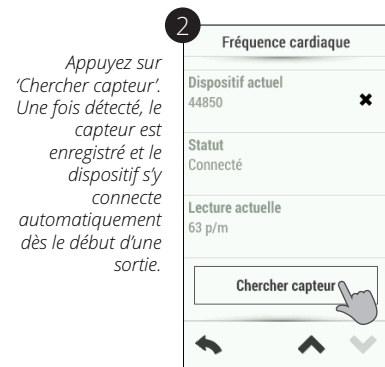 2
Appuyez sur
‘Chercher capteur’.
Une fois détecté, le
capteur est
enregistré et le
dispositif s’y
connecte
automatiquement
dès le début d’une
sortie.
Fréquence cardiaque
Dispositif actuel
44850
Statut
Connecté
Lecture actuelle
63 p/m
Chercher capteur